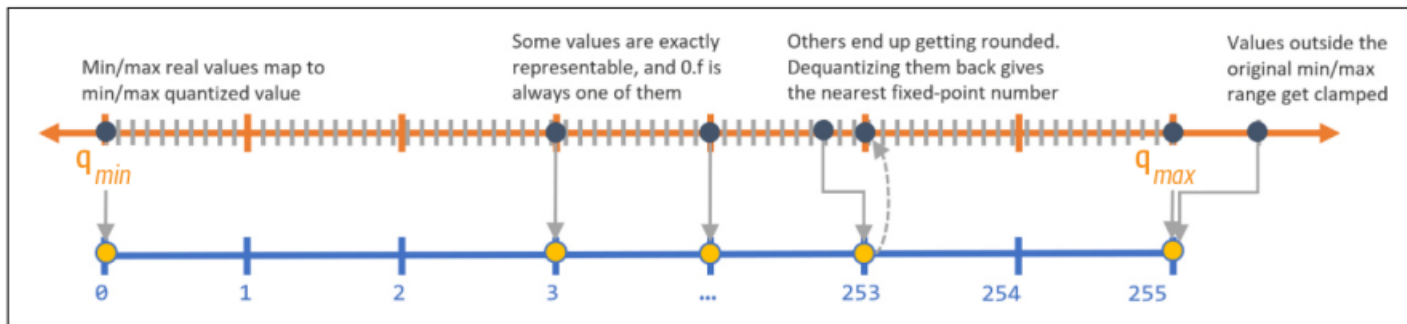 Min/max real values map to
min/max quantized value
Some values are exactly
representable, and 0.f is
always one of them
Others end up getting rounded.
Dequantizing them back gives
the nearest fixed-point number
Values outside the
original min/max
range get clamped
q min
q max
0 1 2 3 ... 253 254 255